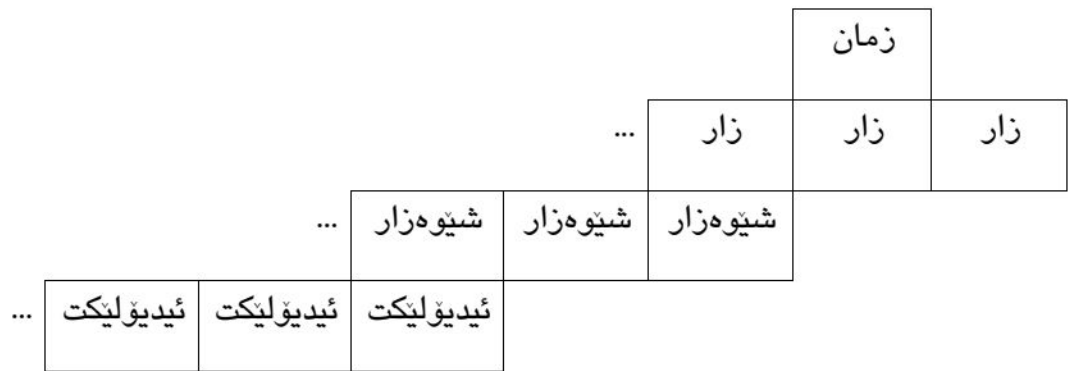 زمان
زار زار زار ...
شێوەزار شێوەزار شێوەزار ...
ئیدیۆلێکت ئیدیۆلێکت ئیدیۆلێکت ...